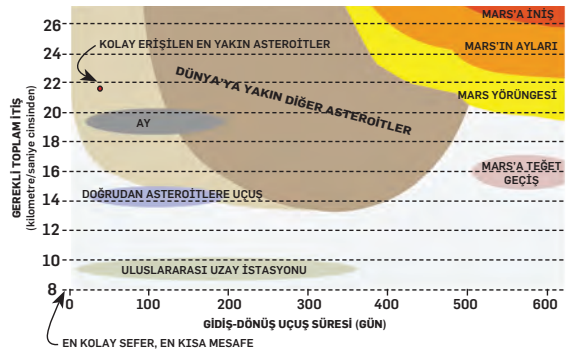 GEREKLİ TOPLAM İTİŞ
(kilometre/saniye cinsinden)
26
24
22
20
18
16
14
12
10
8
MARS'A İNİŞ
KOLAY ERİŞİLEN EN YAKIN ASTEROİTLER
MARS'IN AYLARI
DÜNYA'YA YAKIN DİĞER ASTEROİTLER
MARS YÖRÜNGESİ
AY
MARS'A TEĞET
GEÇİŞ
DOĞRUDAN ASTEROİTLERE UÇUŞ
ULUSLARARASI UZAY İSTASYONU
0
100
200
300
400
500
600
GİDİŞ-DÖNÜŞ UÇUŞ SÜRESİ (GÜN)
EN KOLAY SEFER, EN KISA MESAFE